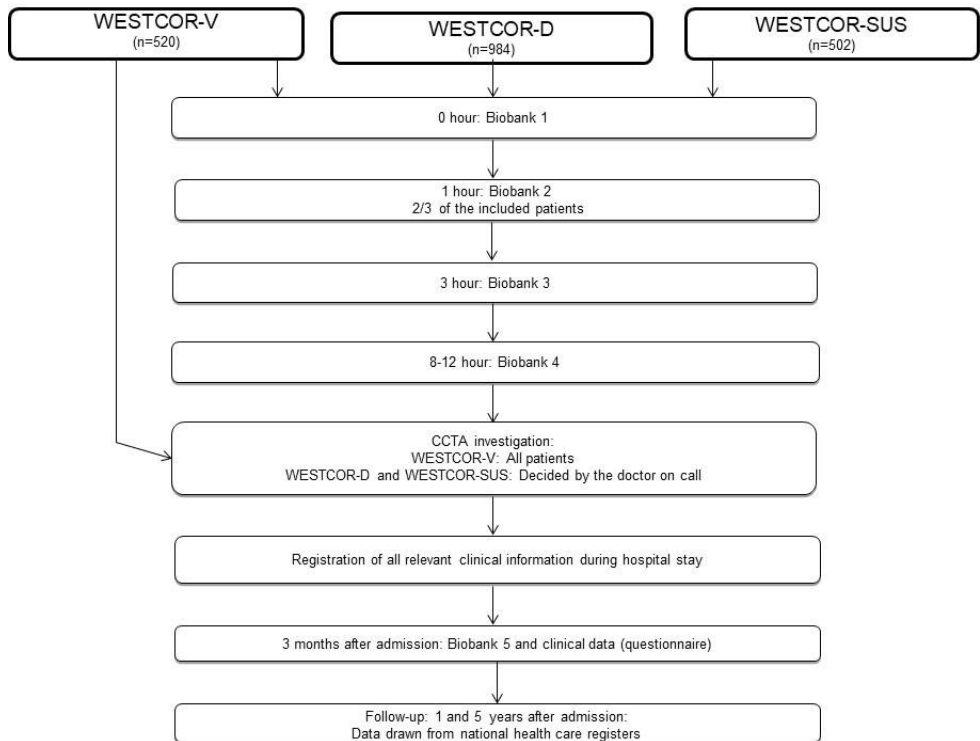 WESTCOR-V
(n=520)
WESTCOR-D
(n=984)
WESTCOR-SUS
(n=502)
0 hour: Biobank 1
1 hour: Biobank 2
2/3 of the included patients
3 hour: Biobank 3
8-12 hour: Biobank 4
CCTA investigation:
WESTCOR-V: All patients
WESTCOR-D and WESTCOR-SUS: Decided by the doctor on call
Registration of all relevant clinical information during hospital stay
3 months after admission: Biobank 5 and clinical data (questionnaire)
Follow-up: 1 and 5 years after admission:
Data drawn from national health care registers